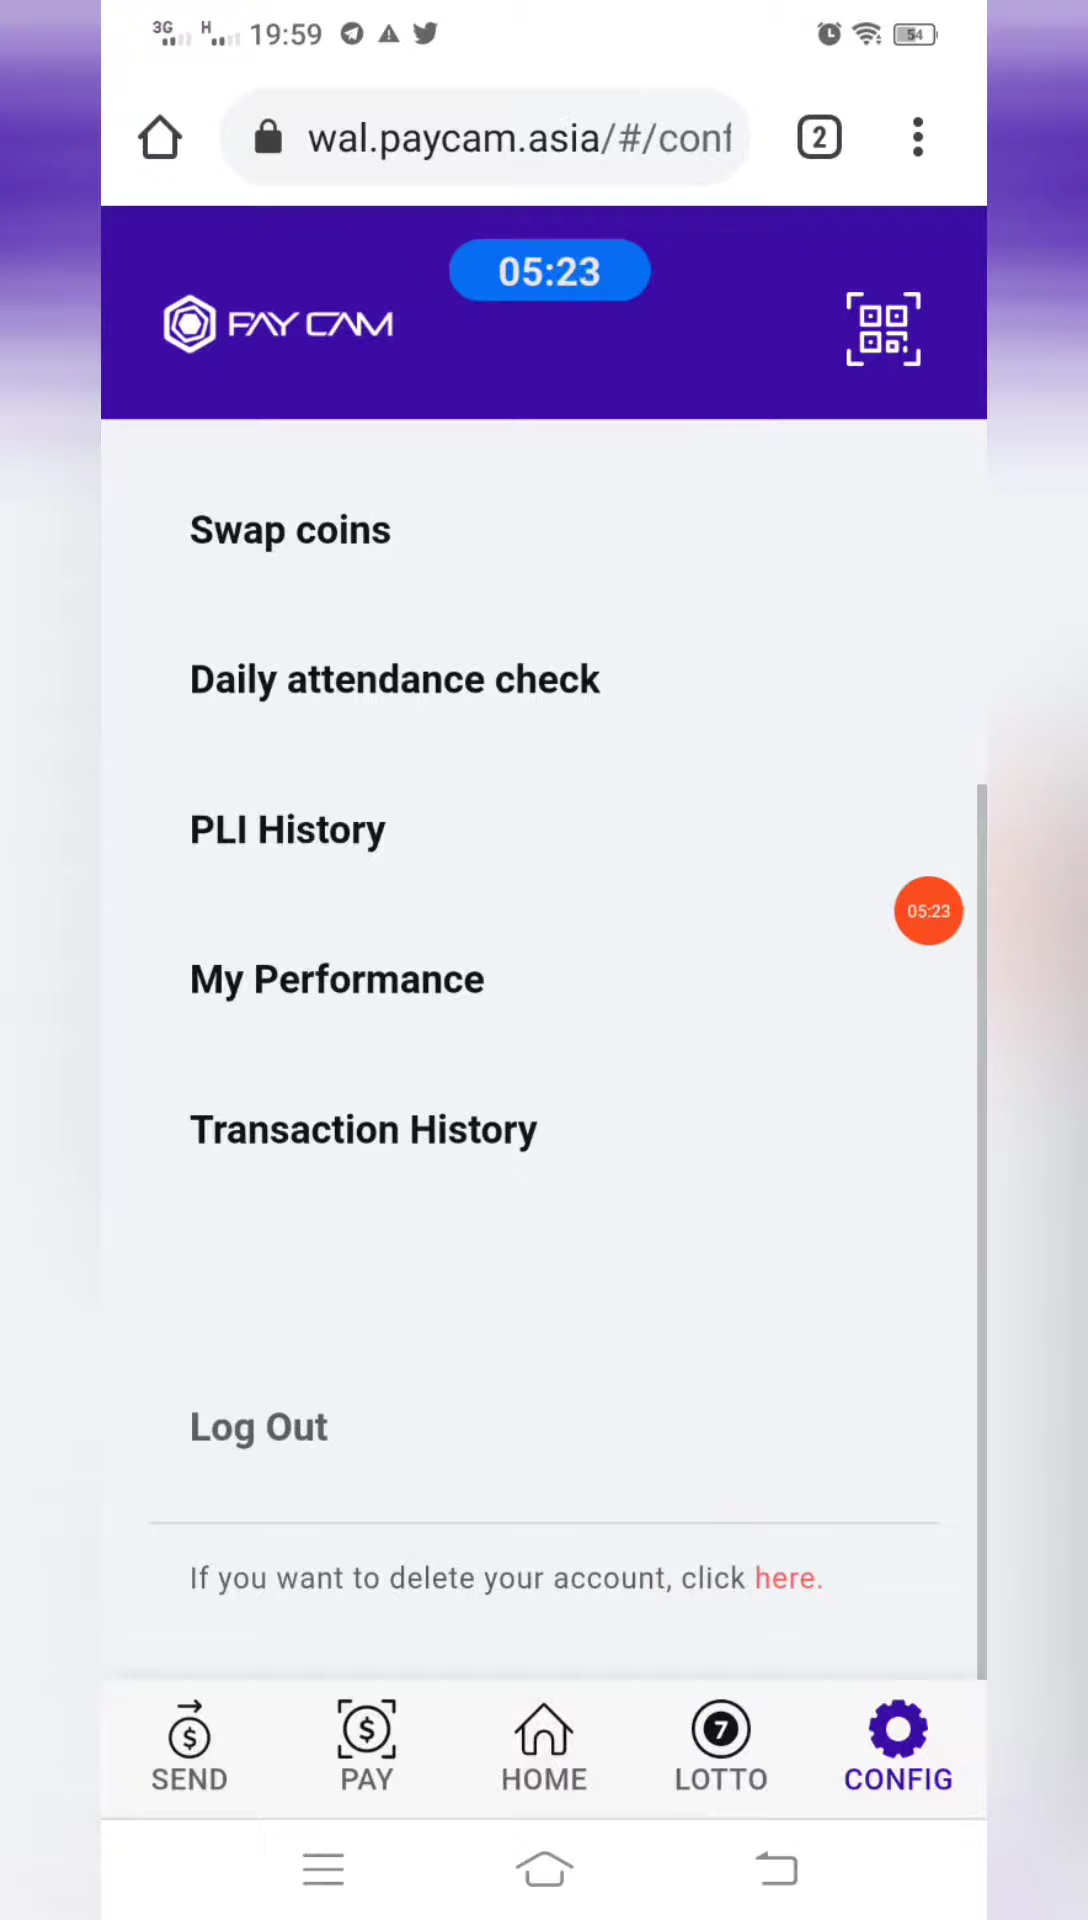 3G H 19:59 54
wal.paycam.asia/#/conf 2
05:23
PAY CAM
Swap coins
Daily attendance check
PLI History
05:23
My Performance
Transaction History
Log Out
If you want to delete your account, click here.
$ $ 7
SEND PAY HOME LOTTO CONFIG